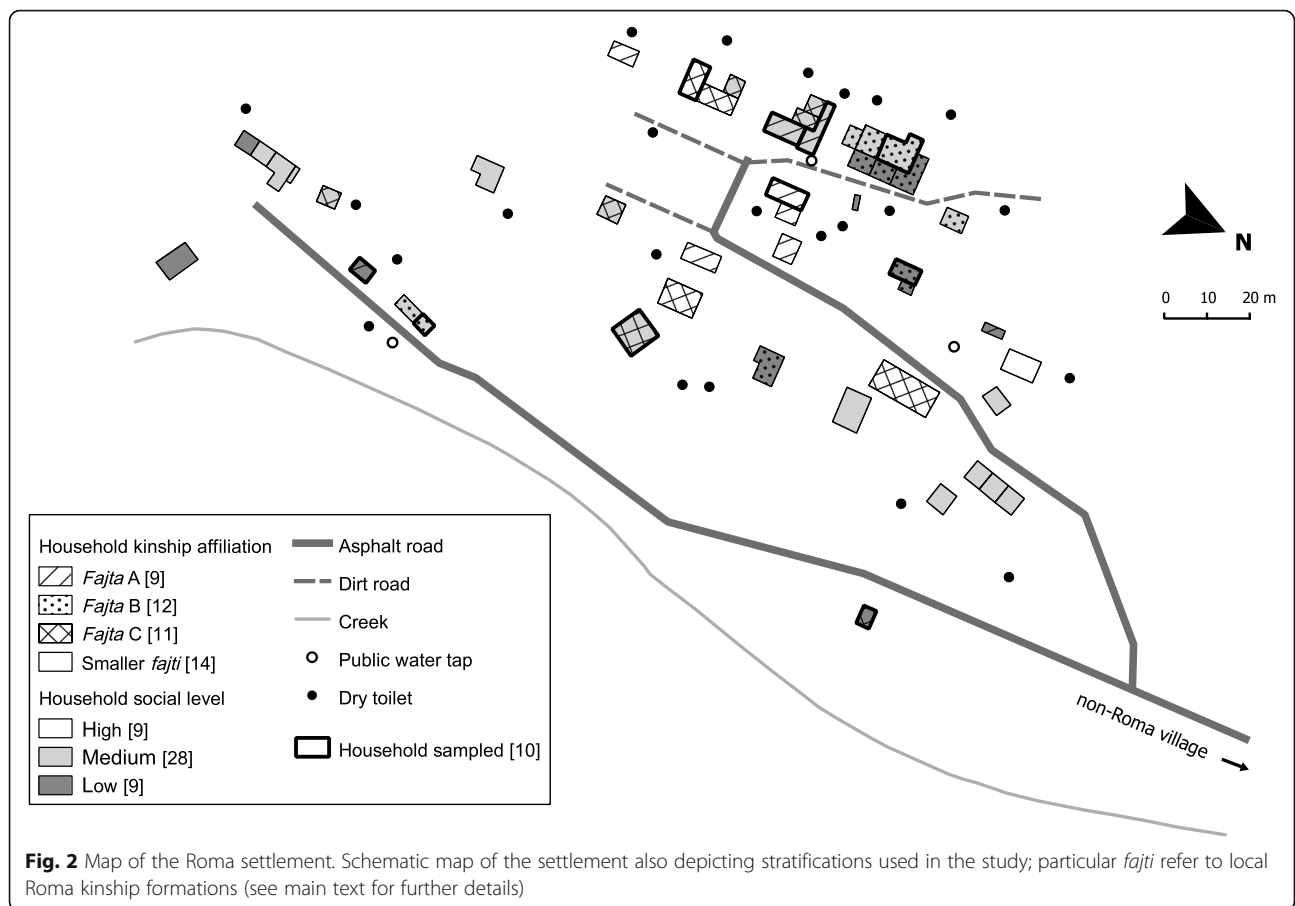 N
0 10 20 m
non-Roma village
Household kinship affiliation
Fajta A [9]
Fajta B [12]
Fajta C [11]
Smaller fajti [14]
Household social level
High [9]
Medium [28]
Low [9]
Asphalt road
Dirt road
Creek
Public water tap
Dry toilet
Household sampled [10]
Fig. 2 Map of the Roma settlement. Schematic map of the settlement also depicting stratifications used in the study; particular fajti refer to local
Roma kinship formations (see main text for further details)